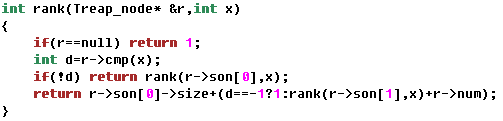 int rank(Treap_node* &r,int x)
{
    if(r==null) return 1;
    int d=r->cmp(x);
    if(!d) return rank(r->son[0],x);
    return r->son[0]->size+(d==-1?1:rank(r->son[1],x)+r->num);
}